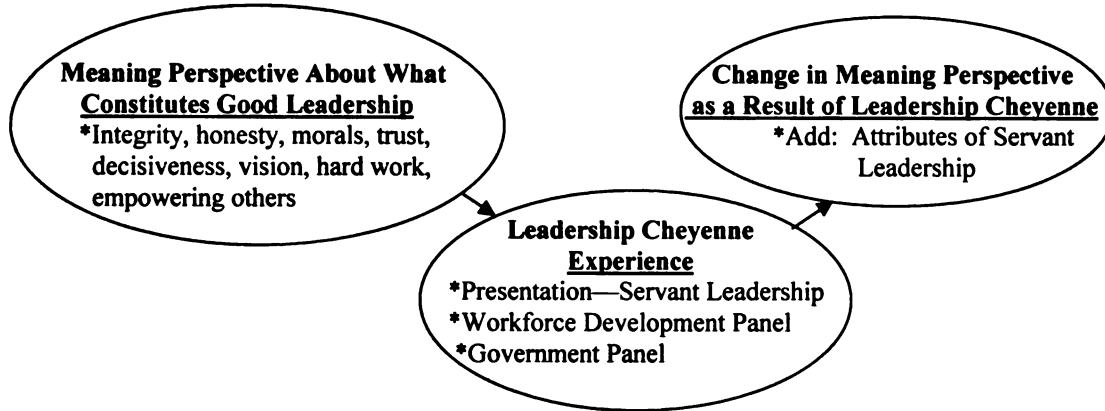 Meaning Perspective About What
Constitutes Good Leadership
*Integrity, honesty, morals, trust,
decisiveness, vision, hard work,
empowering others
Leadership Cheyenne
Experience
*Presentation—Servant Leadership
*Workforce Development Panel
*Government Panel
Change in Meaning Perspective
as a Result of Leadership Cheyenne
*Add: Attributes of Servant
Leadership